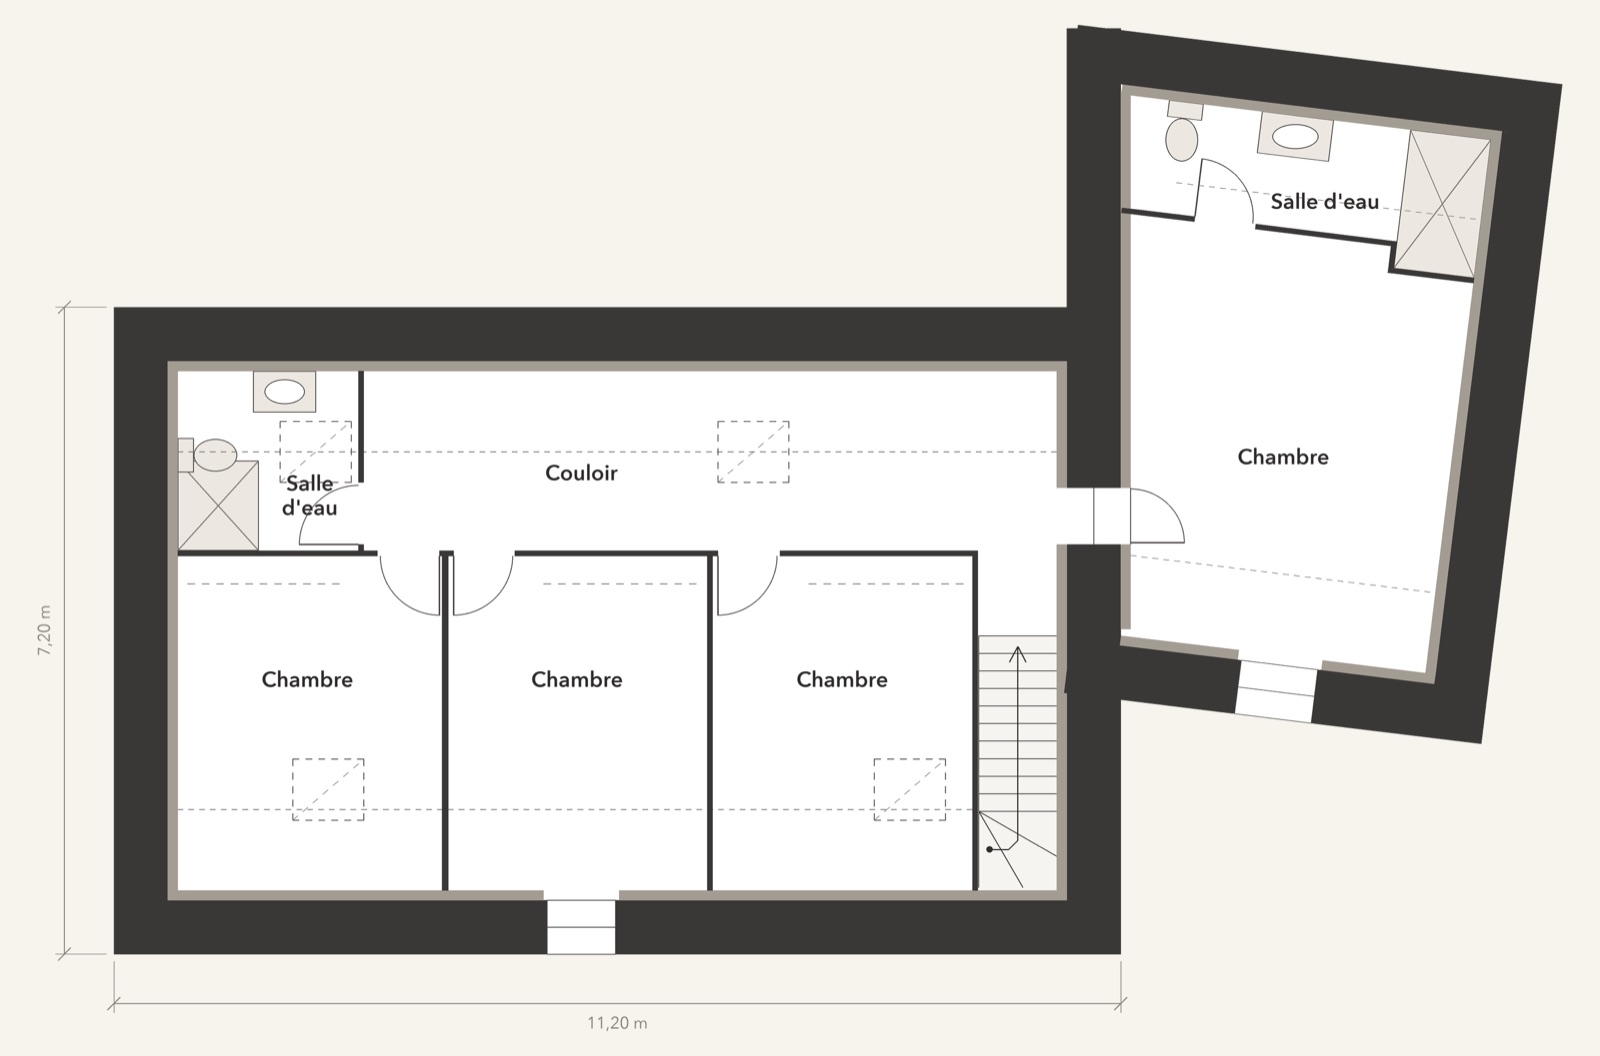 Salle d'eau
Chambre
Couloir
Salle
d'eau
Chambre
Chambre
Chambre
7,20 m
11,20 m